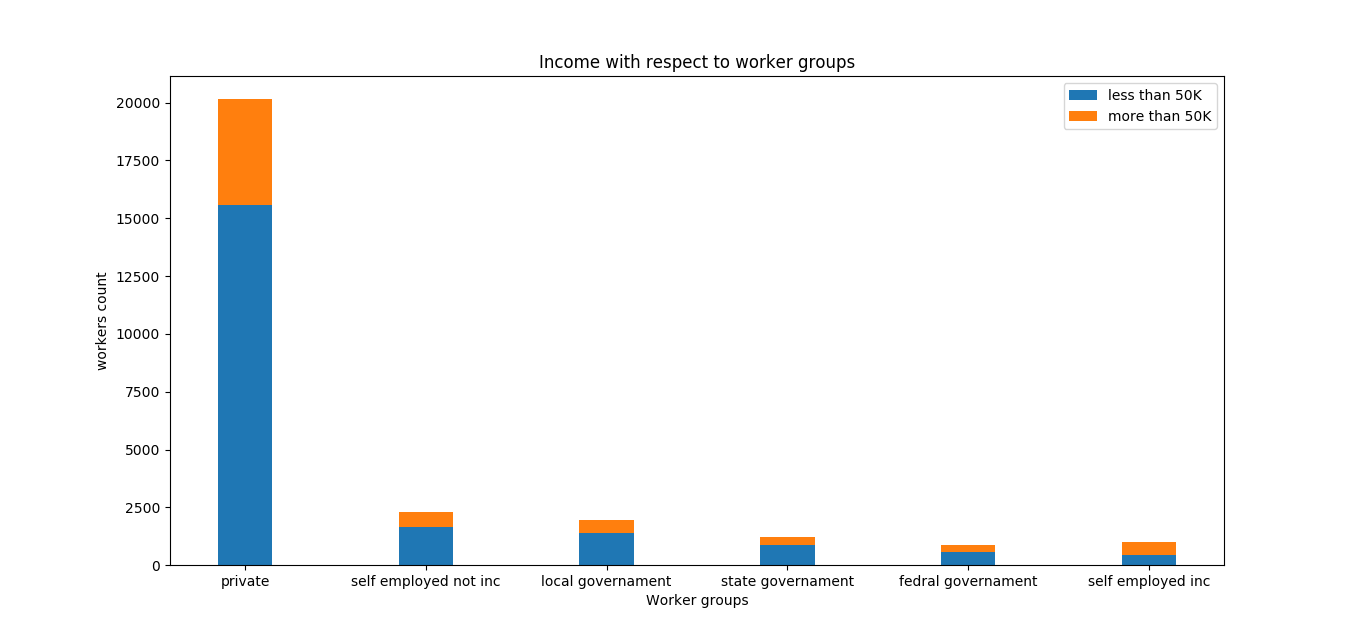 Income with respect to worker groups
less than 50K
more than 50K
20000
17500
15000
12500
10000
7500
5000
2500
0
workers count
private self employed not inc local governament state governament fedral governament self employed inc
Worker groups